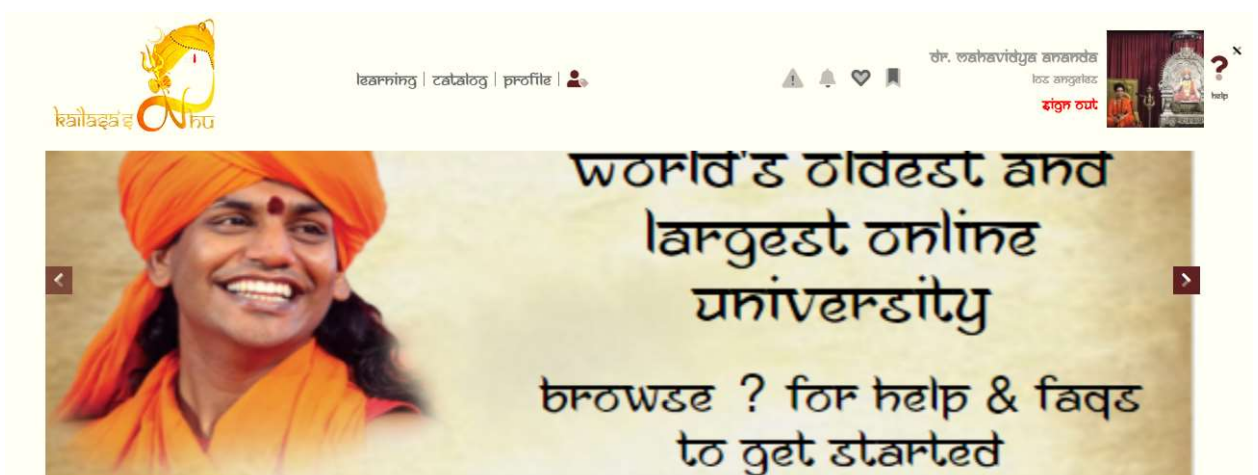 kailasa's Nhu
learning | catalog | profile |
dr. mahavidya ananda
los angeles
sign out
?
help
x
world's oldest and
largest online
university
browse ? for help & faqs
to get started